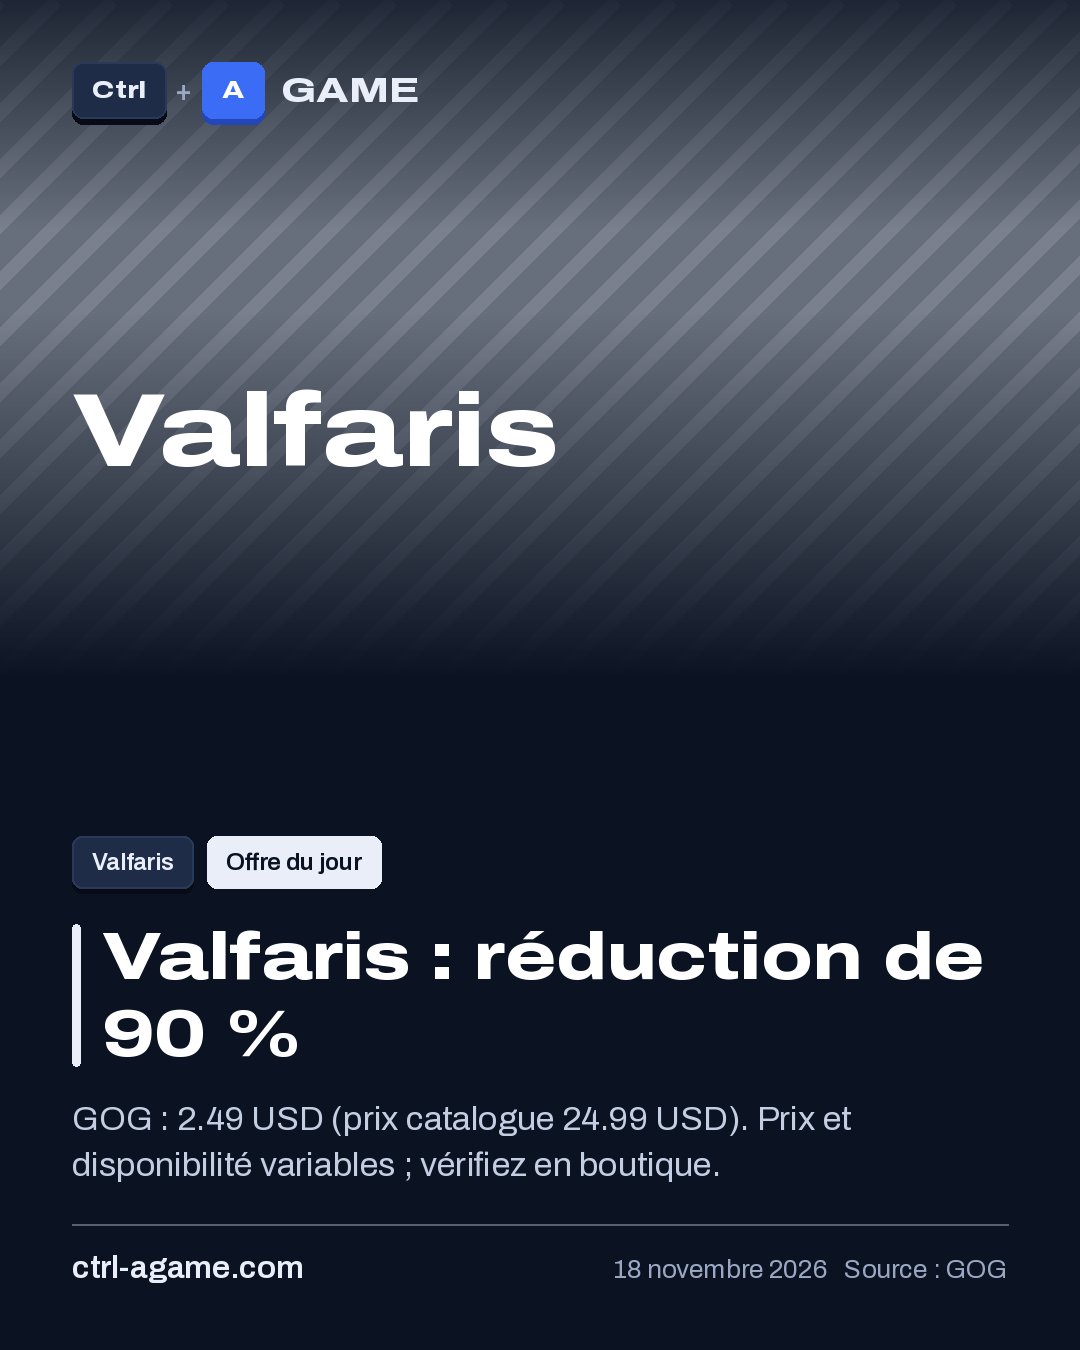 Ctrl + A GAME
Valfaris
Valfaris Offre du jour
Valfaris : réduction de
90 %
GOG : 2.49 USD (prix catalogue 24.99 USD). Prix et
disponibilité variables ; vérifiez en boutique.
ctrl-agame.com 18 novembre 2026 Source : GOG